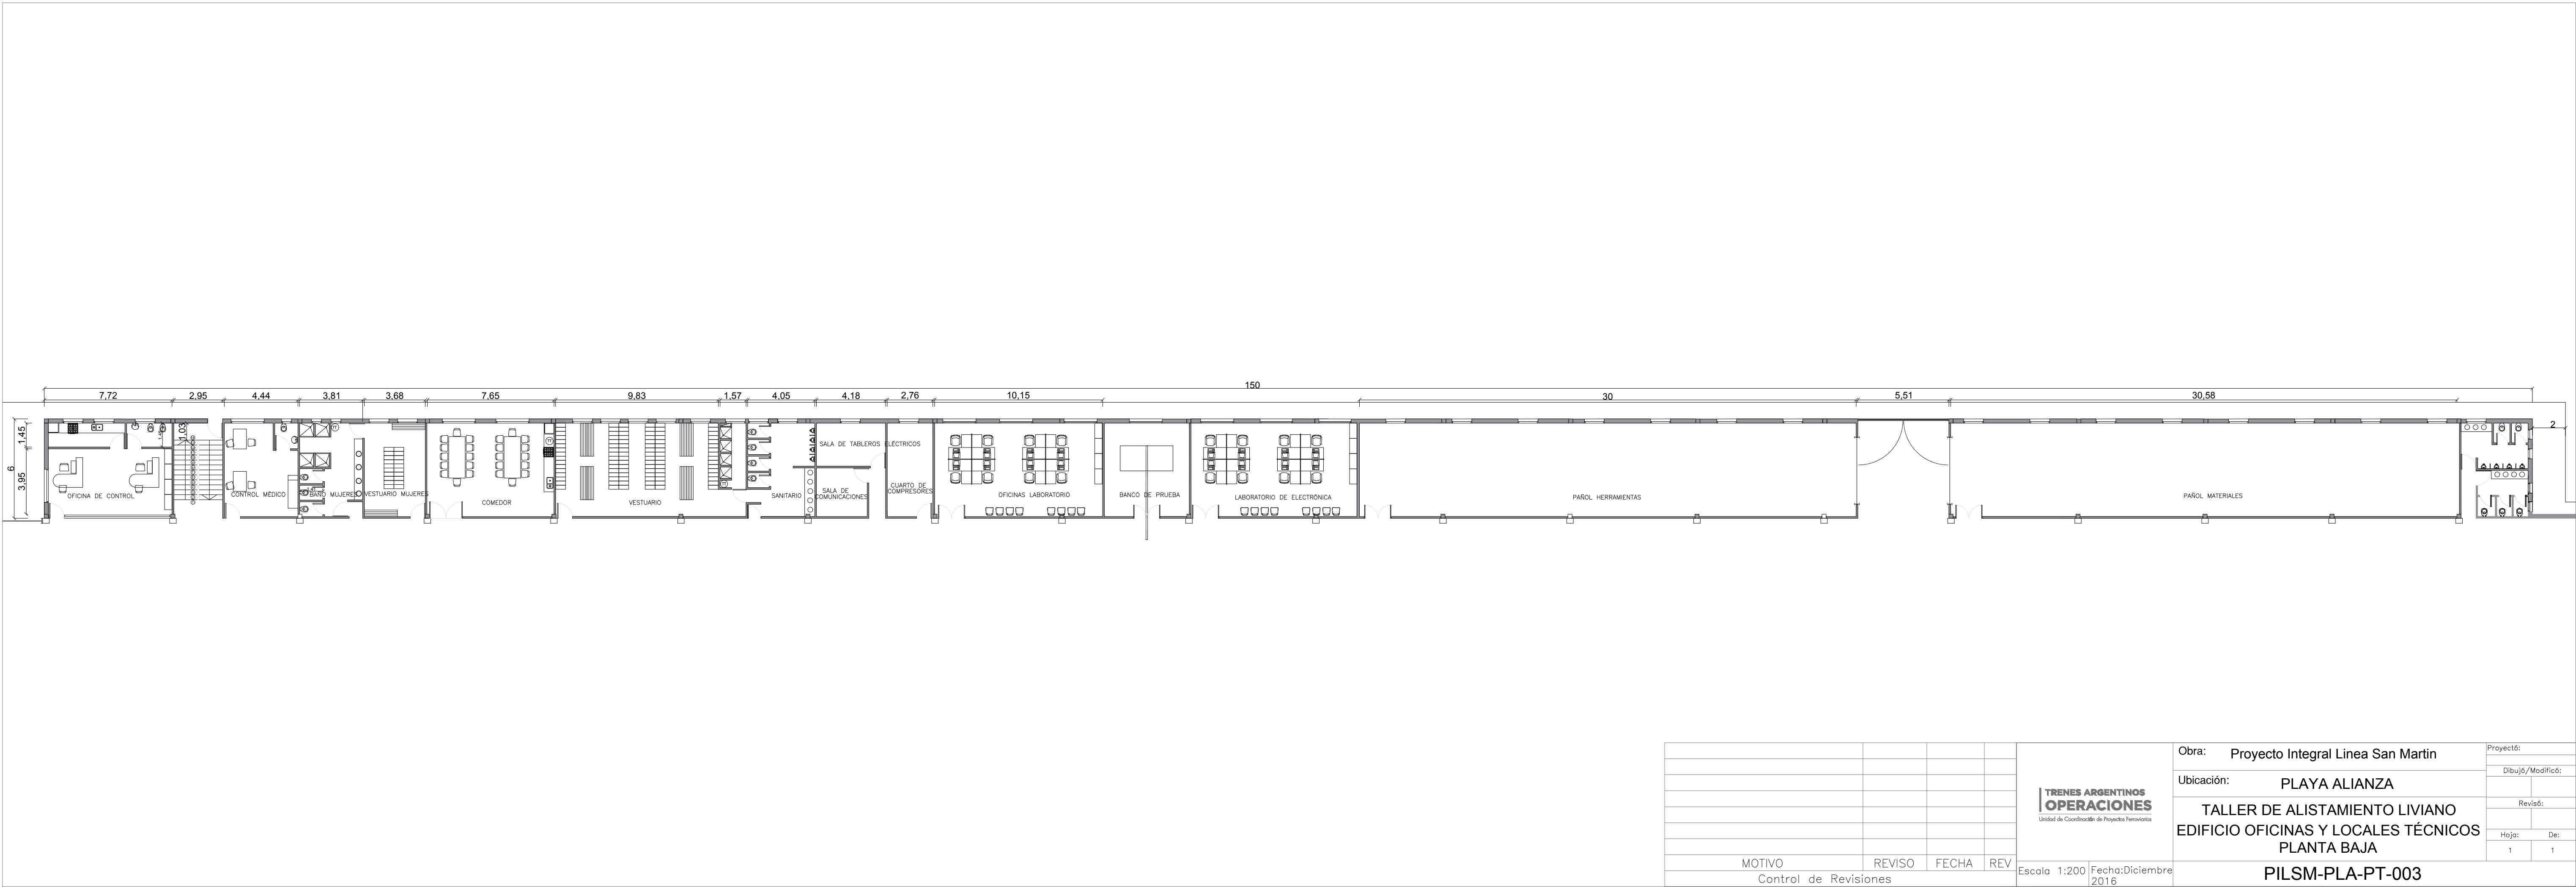 150
7,72
2,95
4,44
3,81
3,68
7,65
9,83
1,57
4,05
4,18
2,76
10,15
30
5,51
30,58
2
6
1,45
3,95
1,03
OFICINA DE CONTROL
CONTROL MÉDICO
BAÑO MUJERES
VESTUARIO MUJERES
COMEDOR
VESTUARIO
SANITARIO
SALA DE TABLEROS ELÉCTRICOS
SALA DE
COMUNICACIONES
CUARTO DE
COMPRESORES
OFICINAS LABORATORIO
BANCO DE PRUEBA
LABORATORIO DE ELECTRÓNICA
PAÑOL HERRAMIENTAS
PAÑOL MATERIALES
MOTIVO REVISO FECHA REV
Control de Revisiones
TRENES ARGENTINOS
OPERACIONES
Unidad de Coordinación de Proyectos Ferroviarios
Escala 1:200
Fecha:Diciembre
2016
Obra: Proyecto Integral Linea San Martin
Ubicación: PLAYA ALIANZA
TALLER DE ALISTAMIENTO LIVIANO
EDIFICIO OFICINAS Y LOCALES TÉCNICOS
PLANTA BAJA
PILSM-PLA-PT-003
Proyectó:
Dibujó/Modificó:
Revisó:
Hoja: De:
1 1